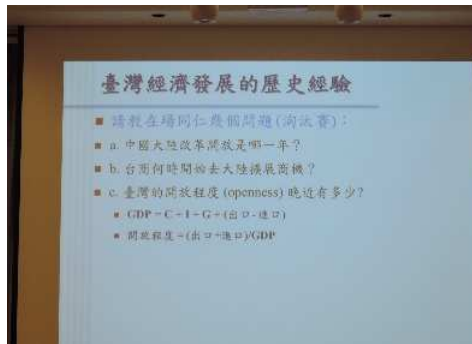 臺灣經濟發展的歷史經驗
請教在場同仁幾個問題(淘汰賽)：
a. 中國大陸改革開放是哪一年？
b. 台商何時開始去大陸擴展商機？
c. 臺灣的開放程度 (openness) 晚近有多少？
GDP = C + I + G + (出口 - 進口)
開放程度 = (出口+進口)/GDP